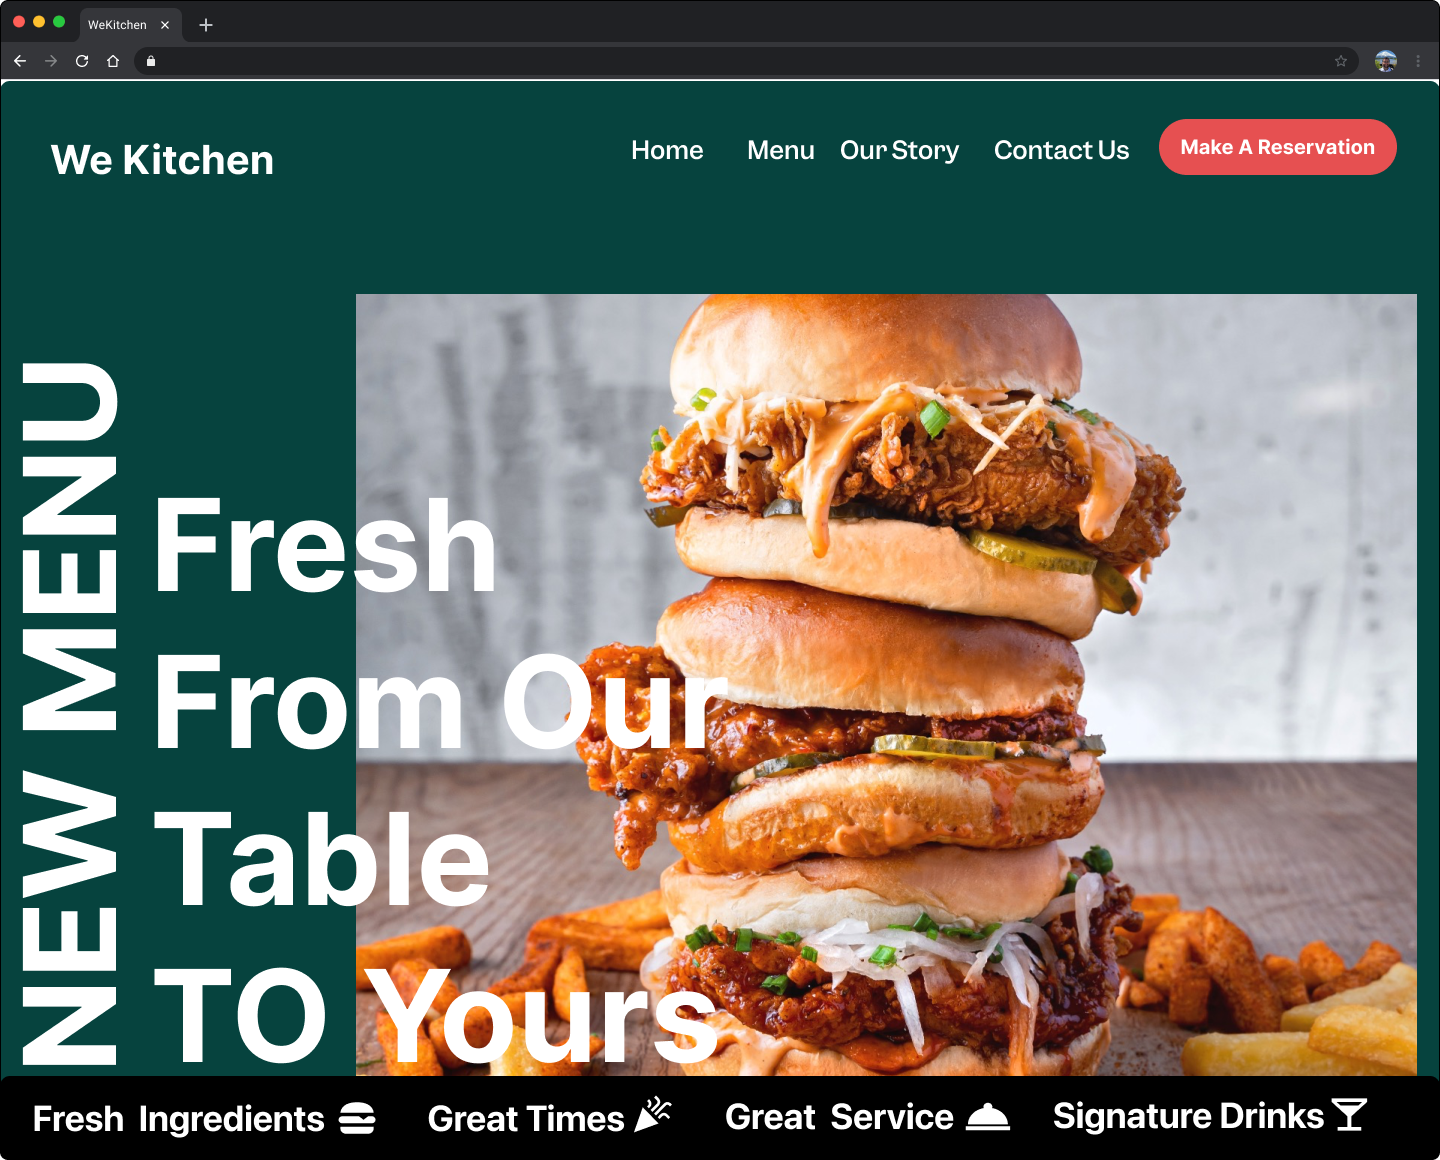 WeKitchen
We Kitchen
Home Menu Our Story Contact Us Make A Reservation
NEW MENU
Fresh
From Our
Table
TO Yours
Fresh Ingredients Great Times Great Service Signature Drinks